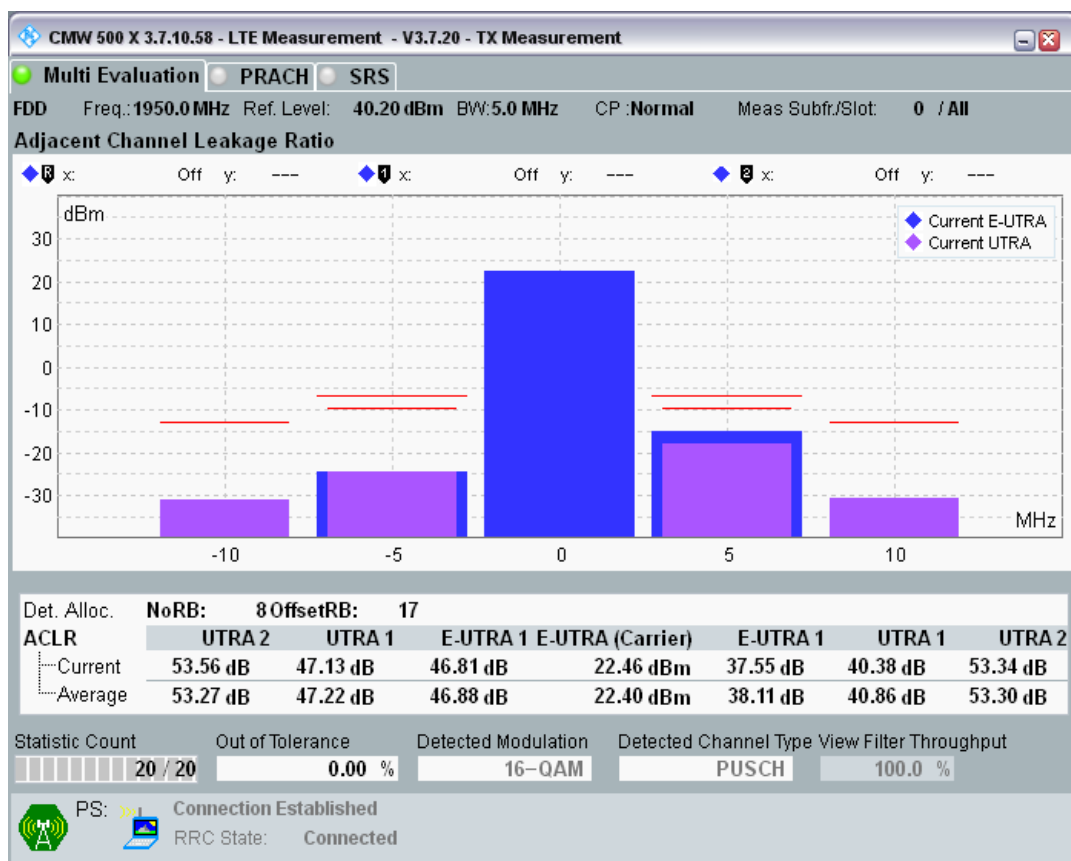 CMW 500 X 3.7.10.58 - LTE Measurement - V3.7.20 - TX Measurement
Multi Evaluation PRACH SRS
FDD Freq.: 1950.0 MHz Ref. Level: 40.20 dBm BW: 5.0 MHz CP : Normal Meas Subfr./Slot: 0 / All
Adjacent Channel Leakage Ratio
R x: Off y: --- 1 x: Off y: --- 2 x: Off y: ---
dBm
Current E-UTRA
Current UTRA
30
20
10
0
-10
-20
-30
MHz
-10 -5 0 5 10
Det. Alloc. NoRB: 8 OffsetRB: 17
ACLR UTRA 2 UTRA 1 E-UTRA 1 E-UTRA (Carrier) E-UTRA 1 UTRA 1 UTRA 2
Current 53.56 dB 47.13 dB 46.81 dB 22.46 dBm 37.55 dB 40.38 dB 53.34 dB
Average 53.27 dB 47.22 dB 46.88 dB 22.40 dBm 38.11 dB 40.86 dB 53.30 dB
Statistic Count Out of Tolerance Detected Modulation Detected Channel Type View Filter Throughput
20 / 20 0.00 % 16-QAM PUSCH 100.0 %
PS: Connection Established
RRC State: Connected